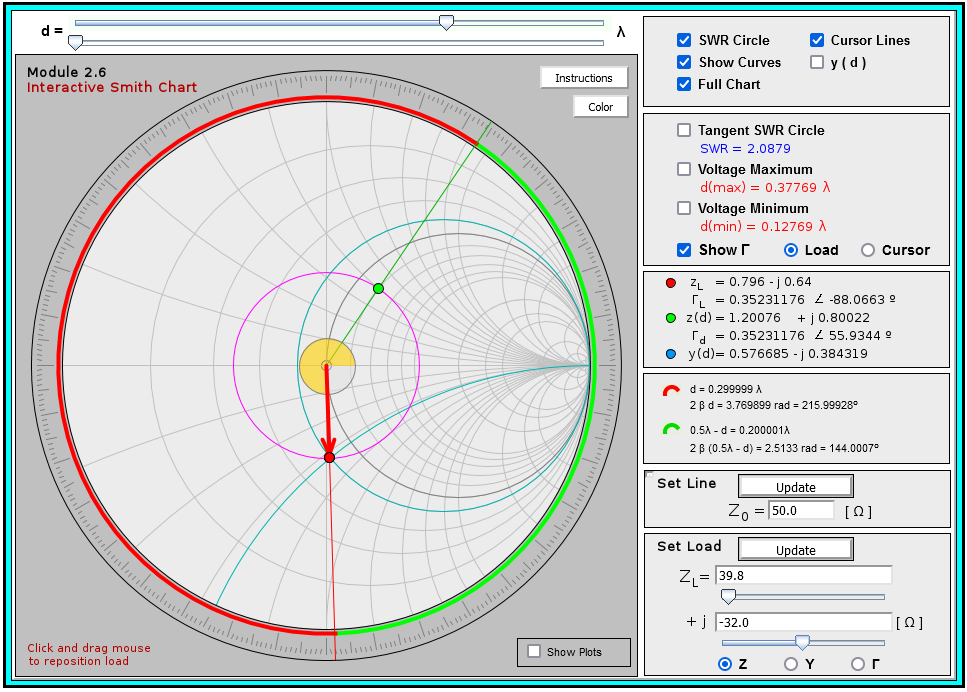 d =
λ
Module 2.6
Interactive Smith Chart
Instructions
Color
Click and drag mouse
to reposition load
Show Plots
SWR Circle
Cursor Lines
Show Curves
y ( d )
Full Chart
Tangent SWR Circle
SWR = 2.0879
Voltage Maximum
d(max) = 0.37769 λ
Voltage Minimum
d(min) = 0.12769 λ
Show Γ
Load
Cursor
z_L = 0.796 - j 0.64
Γ_L = 0.35231176 ∠ -88.0663 º
z(d) = 1.20076 + j 0.80022
Γ_d = 0.35231176 ∠ 55.9344 º
y(d)= 0.576685 - j 0.384319
d = 0.299999 λ
2 β d = 3.769899 rad = 215.99928º
0.5λ - d = 0.200001λ
2 β (0.5λ - d) = 2.5133 rad = 144.0007º
Set Line
Update
Z_0 = 50.0 [ Ω ]
Set Load
Update
Z_L= 39.8
+ j -32.0 [ Ω ]
Z
Y
Γ